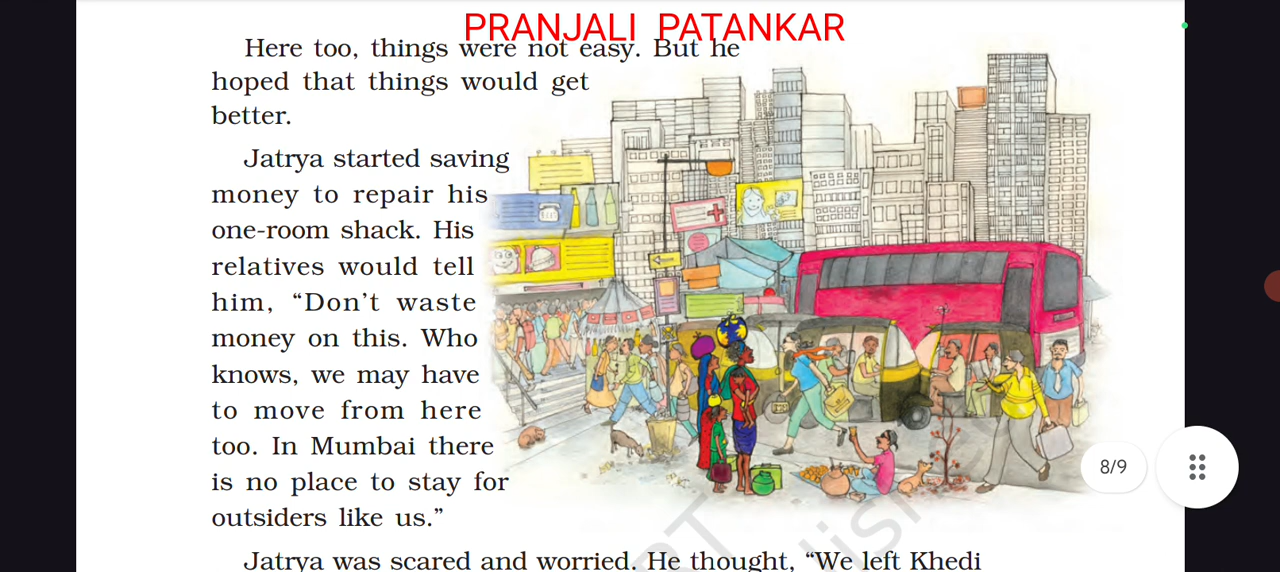 PRANJALI PATANKAR
Here too, things were not easy. But he
hoped that things would get
better.
Jatrya started saving
money to repair his
one-room shack. His
relatives would tell
him, “Don’t waste
money on this. Who
knows, we may have
to move from here
too. In Mumbai there
is no place to stay for
outsiders like us.”
Jatrya was scared and worried. He thought, “We left Khedi
8/9